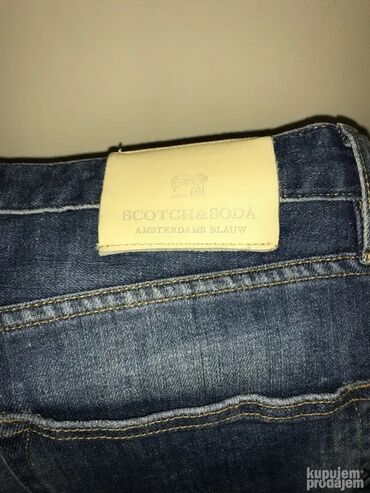 SCOTCH & SODA
AMSTERDAMS BLAUW
kupujem
prodajem